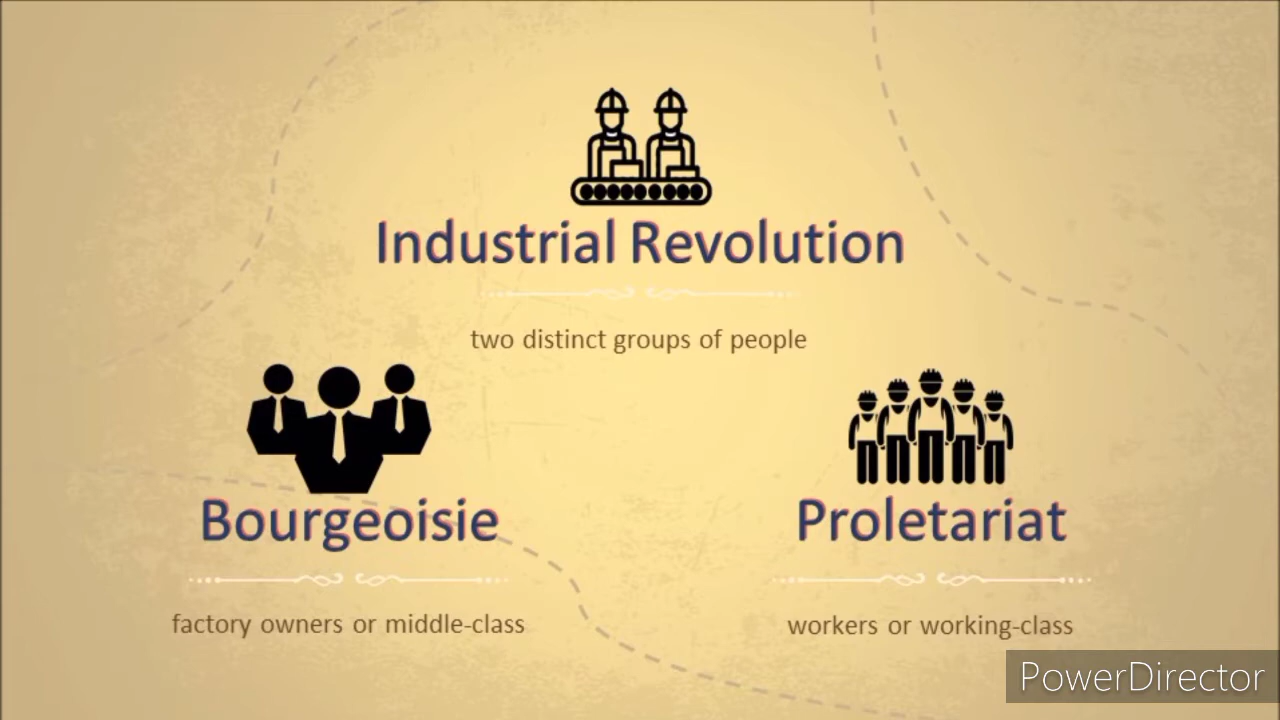 Industrial Revolution
two distinct groups of people
Bourgeoisie
factory owners or middle-class
Proletariat
workers or working-class
PowerDirector